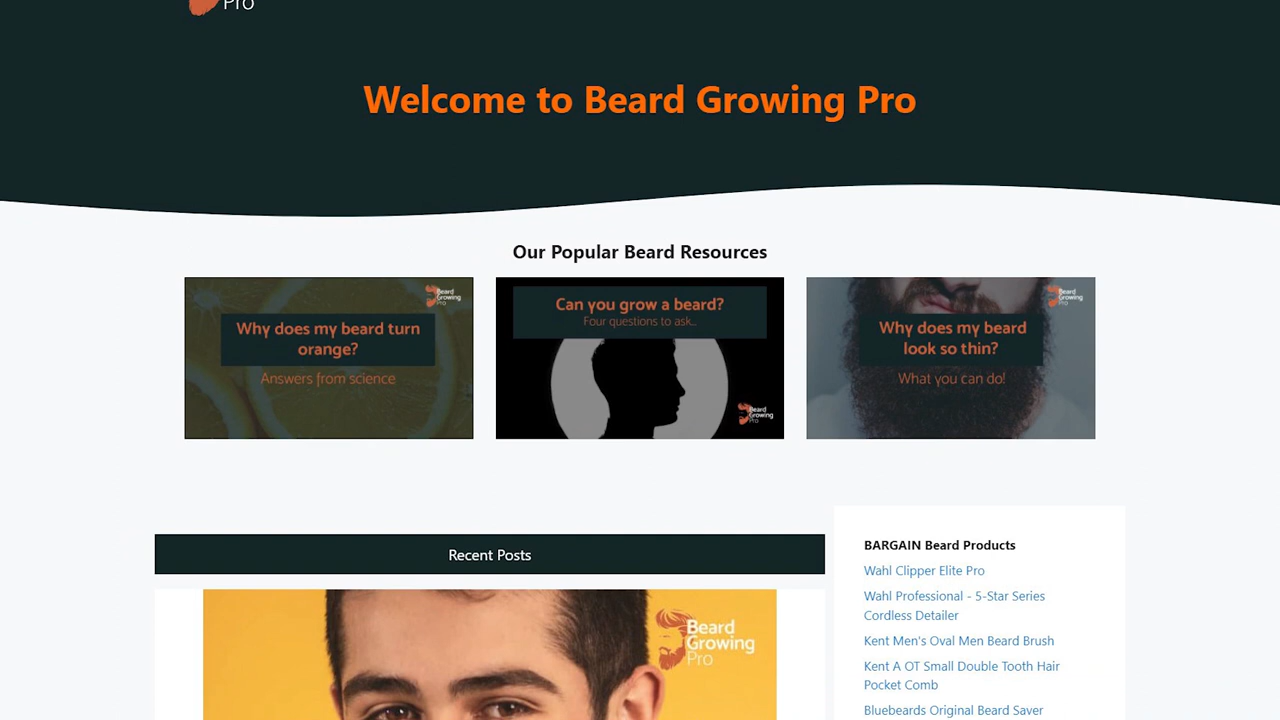 Pro
Welcome to Beard Growing Pro
Our Popular Beard Resources
Beard
Growing
Pro
Why does my beard turn
orange?
Answers from science
Can you grow a beard?
Four questions to ask...
Beard
Growing
Pro
Beard
Growing
Pro
Why does my beard
look so thin?
What you can do!
Recent Posts
Beard
Growing
Pro
BARGAIN Beard Products
Wahl Clipper Elite Pro
Wahl Professional - 5-Star Series
Cordless Detailer
Kent Men's Oval Men Beard Brush
Kent A OT Small Double Tooth Hair
Pocket Comb
Bluebeards Original Beard Saver